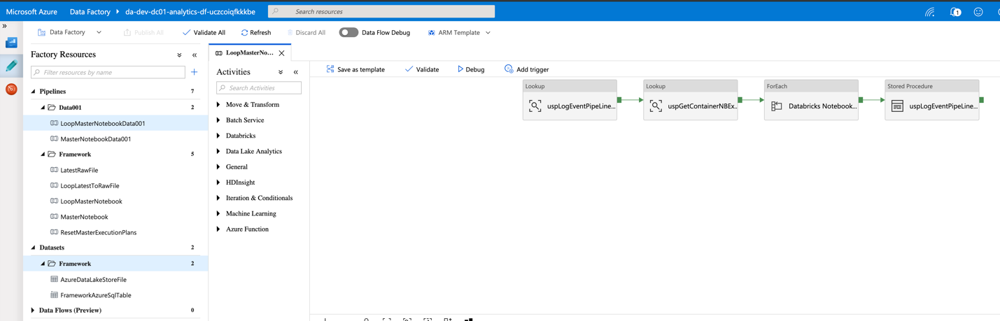 Microsoft Azure Data Factory da-dev-dc01-analytics-df-uczcoiqfkkkbe Search resources 1
Data Factory Publish All Validate All Refresh Discard All Data Flow Debug ARM Template
Factory Resources
Filter resources by name
Pipelines 7
Data001 2
LoopMasterNotebookData001
MasterNotebookData001
Framework 5
LatestRawFile
LoopLatestToRawFile
LoopMasterNotebook
MasterNotebook
ResetMasterExecutionPlans
Datasets 2
Framework 2
AzureDataLakeStoreFile
FrameworkAzureSqlTable
Data Flows (Preview) 0
LoopMasterNo...
Activities
Search Activities
Move & Transform
Batch Service
Databricks
Data Lake Analytics
General
HDInsight
Iteration & Conditionals
Machine Learning
Azure Function
Save as template Validate Debug Add trigger
Lookup
uspLogEventPipeLine...
Lookup
uspGetContainerNBEx...
ForEach
Databricks Notebook...
Stored Procedure
uspLogEventPipeLine...